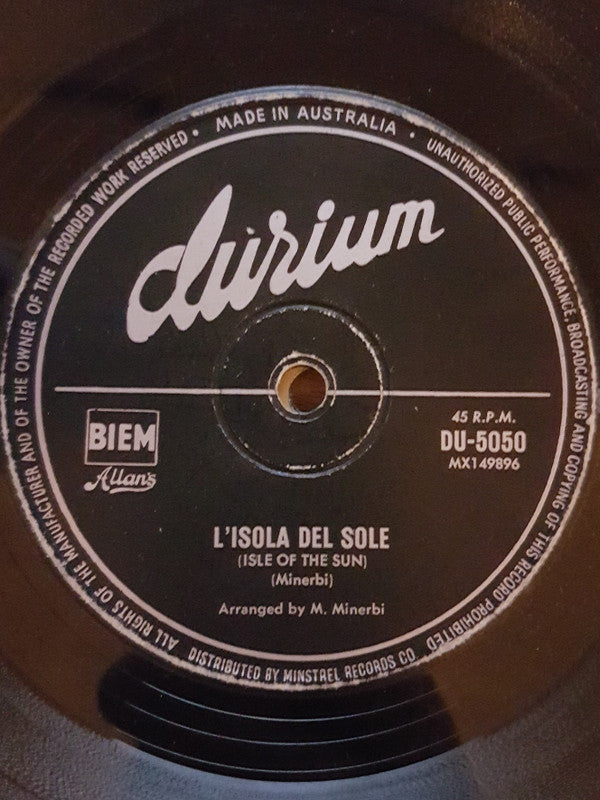 ALL RIGHTS OF THE MANUFACTURER AND OF THE OWNER OF THE RECORDED WORK RESERVED • MADE IN AUSTRALIA • UNAUTHORIZED PUBLIC PERFORMANCE, BROADCASTING AND COPYING OF THIS RECORD PROHIBITED
durium
BIEM
Allan's
45 R.P.M.
DU-5050
MX149896
L'ISOLA DEL SOLE
(ISLE OF THE SUN)
(Minerbi)
Arranged by M. Minerbi
DISTRIBUTED BY MINSTREL RECORDS CO.